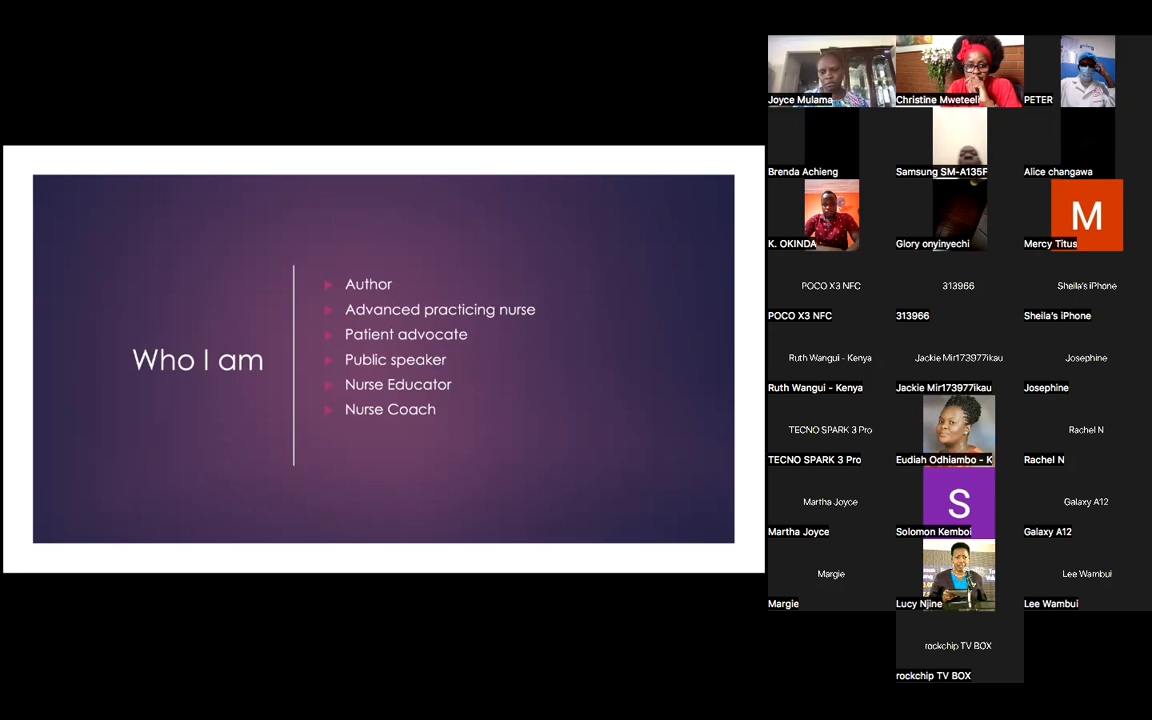 Who I am
Author
Advanced practicing nurse
Patient advocate
Public speaker
Nurse Educator
Nurse Coach
Joyce Mulama
Christine Mweteeli
PETER
Brenda Achieng
Samsung SM-A135F
Alice changawa
K. OKINDA
Glory onyinyechi
M
Mercy Titus
POCO X3 NFC
POCO X3 NFC
313966
313966
Sheila's iPhone
Sheila's iPhone
Ruth Wangui - Kenya
Ruth Wangui - Kenya
Jackie Mir173977ikau
Jackie Mir173977ikau
Josephine
Josephine
TECNO SPARK 3 Pro
TECNO SPARK 3 Pro
Eudiah Odhiambo - K
Rachel N
Rachel N
Martha Joyce
Martha Joyce
S
Solomon Kemboi
Galaxy A12
Galaxy A12
Margie
Margie
Lucy Njine
Lee Wambui
Lee Wambui
rockchip TV BOX
rockchip TV BOX